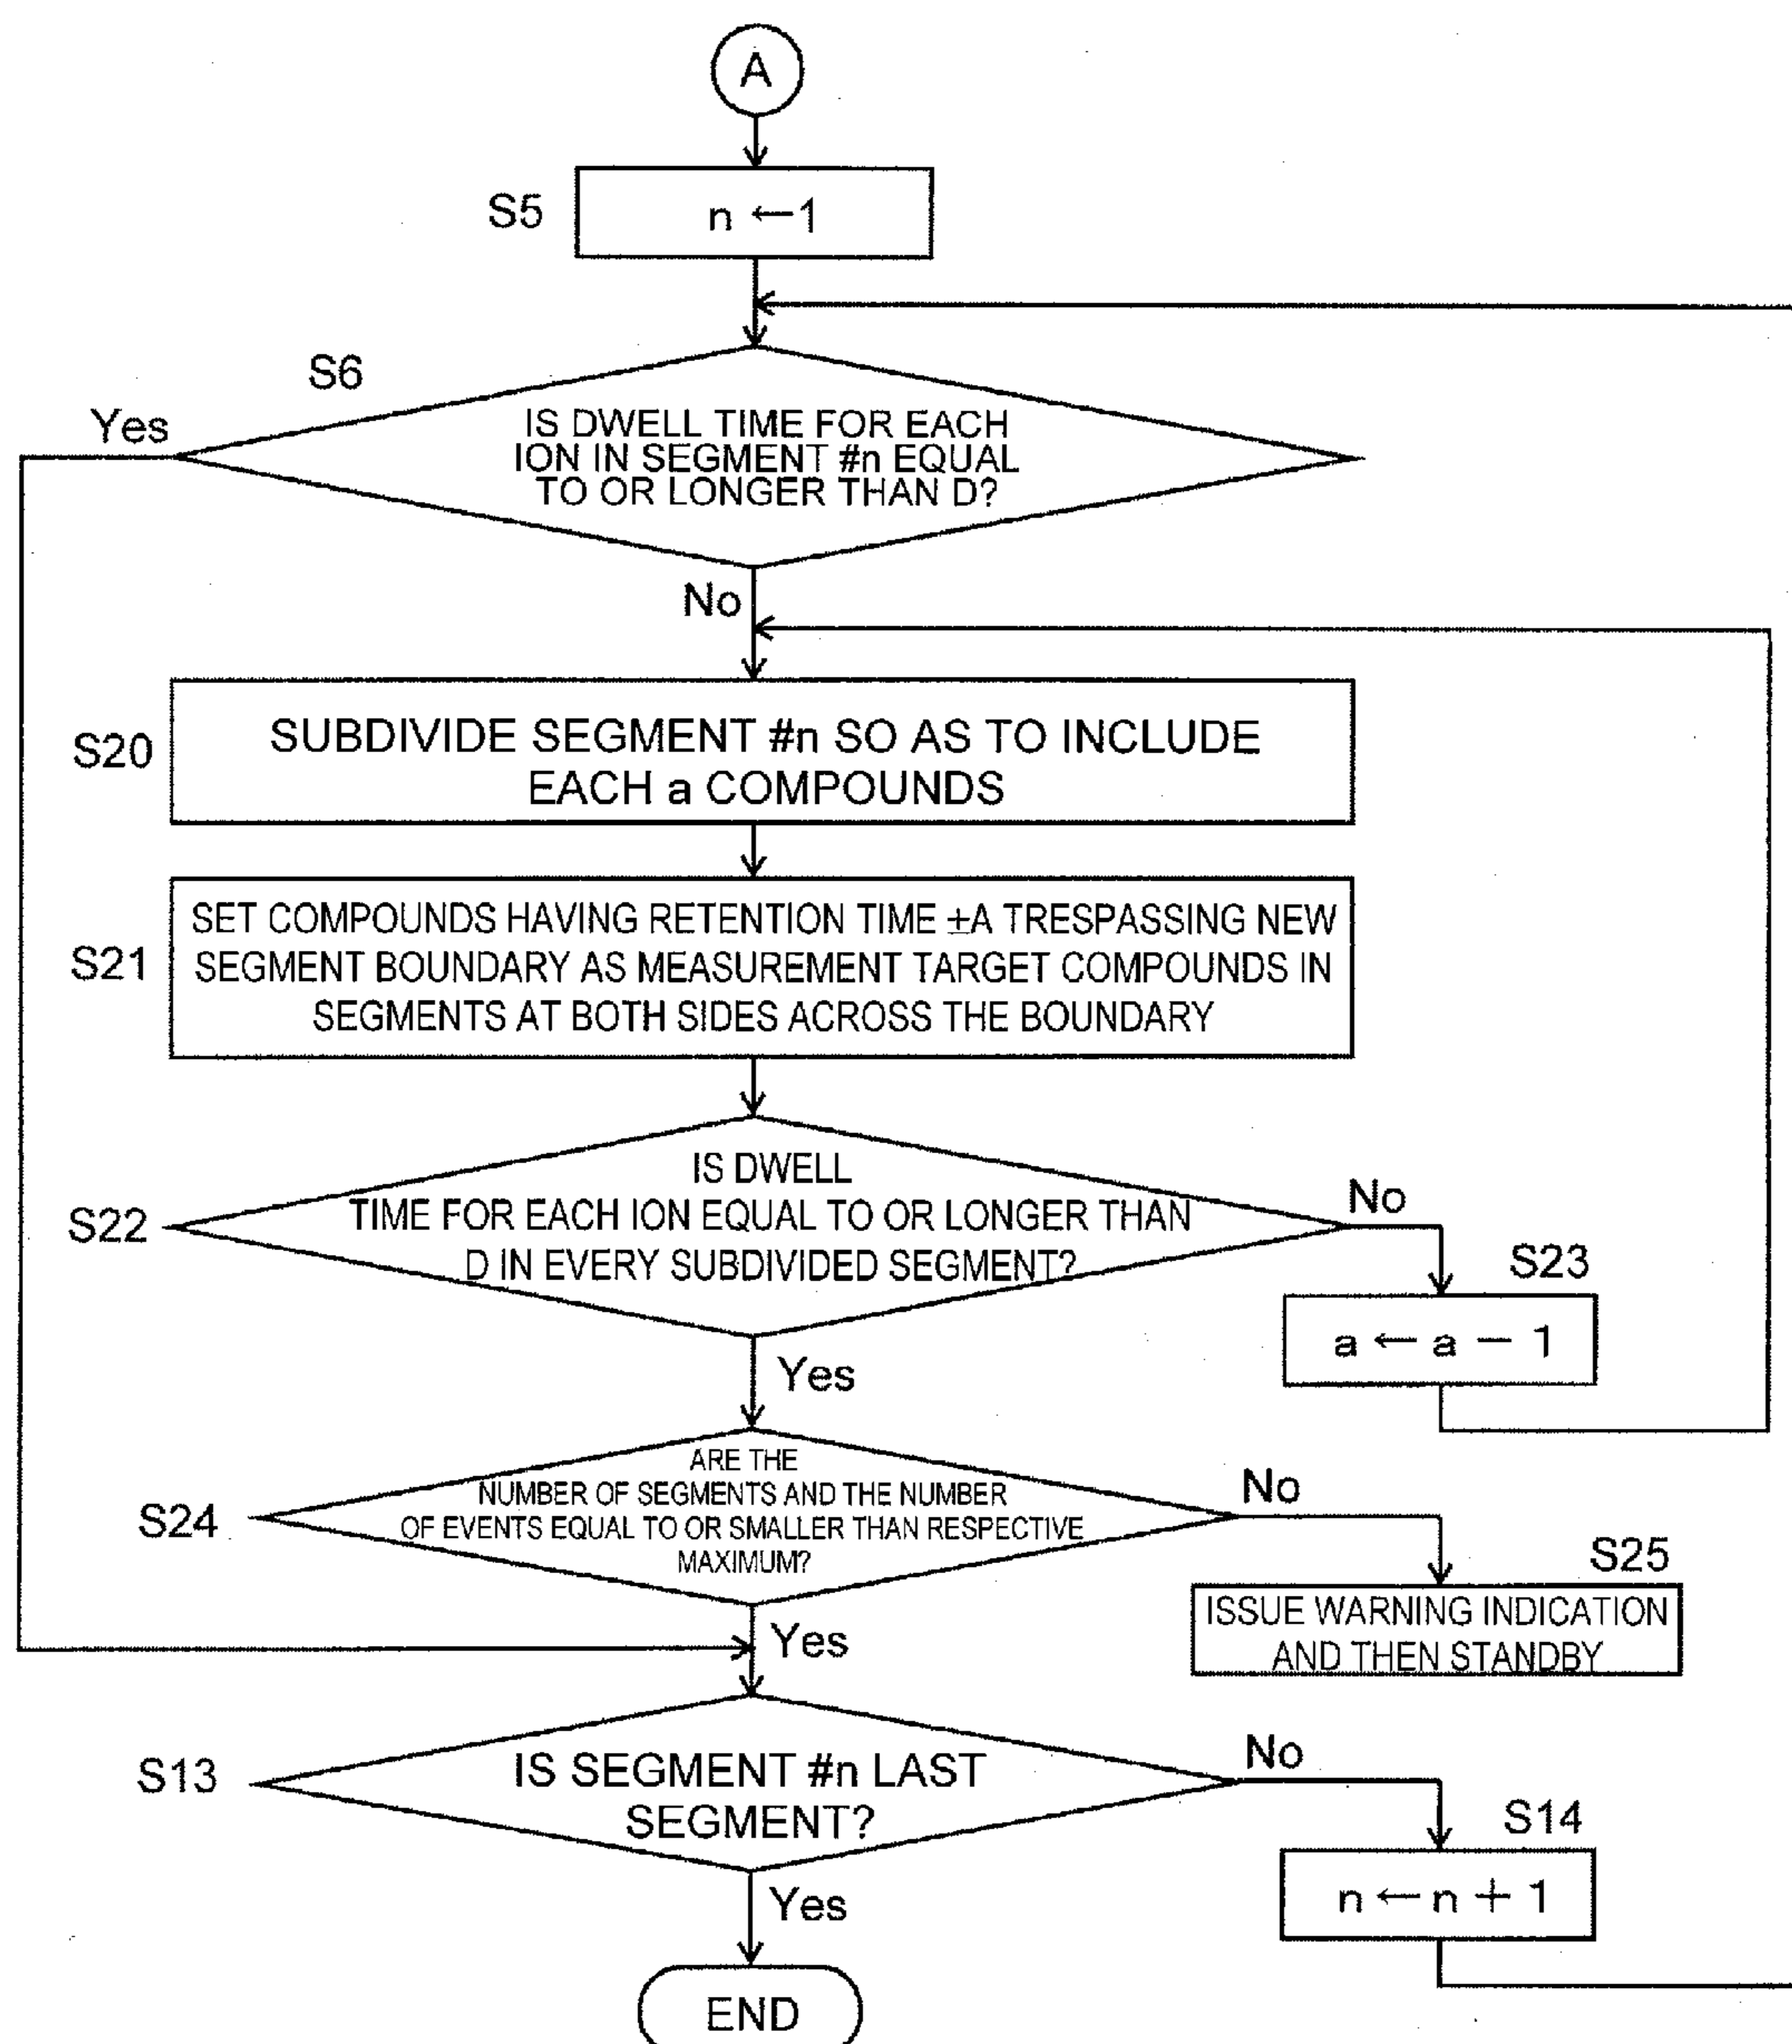 A
S5
n ←1
S6
Yes
IS DWELL TIME FOR EACH
ION IN SEGMENT #n EQUAL
TO OR LONGER THAN D?
No
S20
SUBDIVIDE SEGMENT #n SO AS TO INCLUDE
EACH a COMPOUNDS
S21
SET COMPOUNDS HAVING RETENTION TIME ±A TRESPASSING NEW
SEGMENT BOUNDARY AS MEASUREMENT TARGET COMPOUNDS IN
SEGMENTS AT BOTH SIDES ACROSS THE BOUNDARY
S22
IS DWELL
TIME FOR EACH ION EQUAL TO OR LONGER THAN
D IN EVERY SUBDIVIDED SEGMENT?
No
S23
a ← a − 1
Yes
S24
ARE THE
NUMBER OF SEGMENTS AND THE NUMBER
OF EVENTS EQUAL TO OR SMALLER THAN RESPECTIVE
MAXIMUM?
No
S25
ISSUE WARNING INDICATION
AND THEN STANDBY
Yes
S13
IS SEGMENT #n LAST
SEGMENT?
No
S14
n ← n + 1
Yes
END